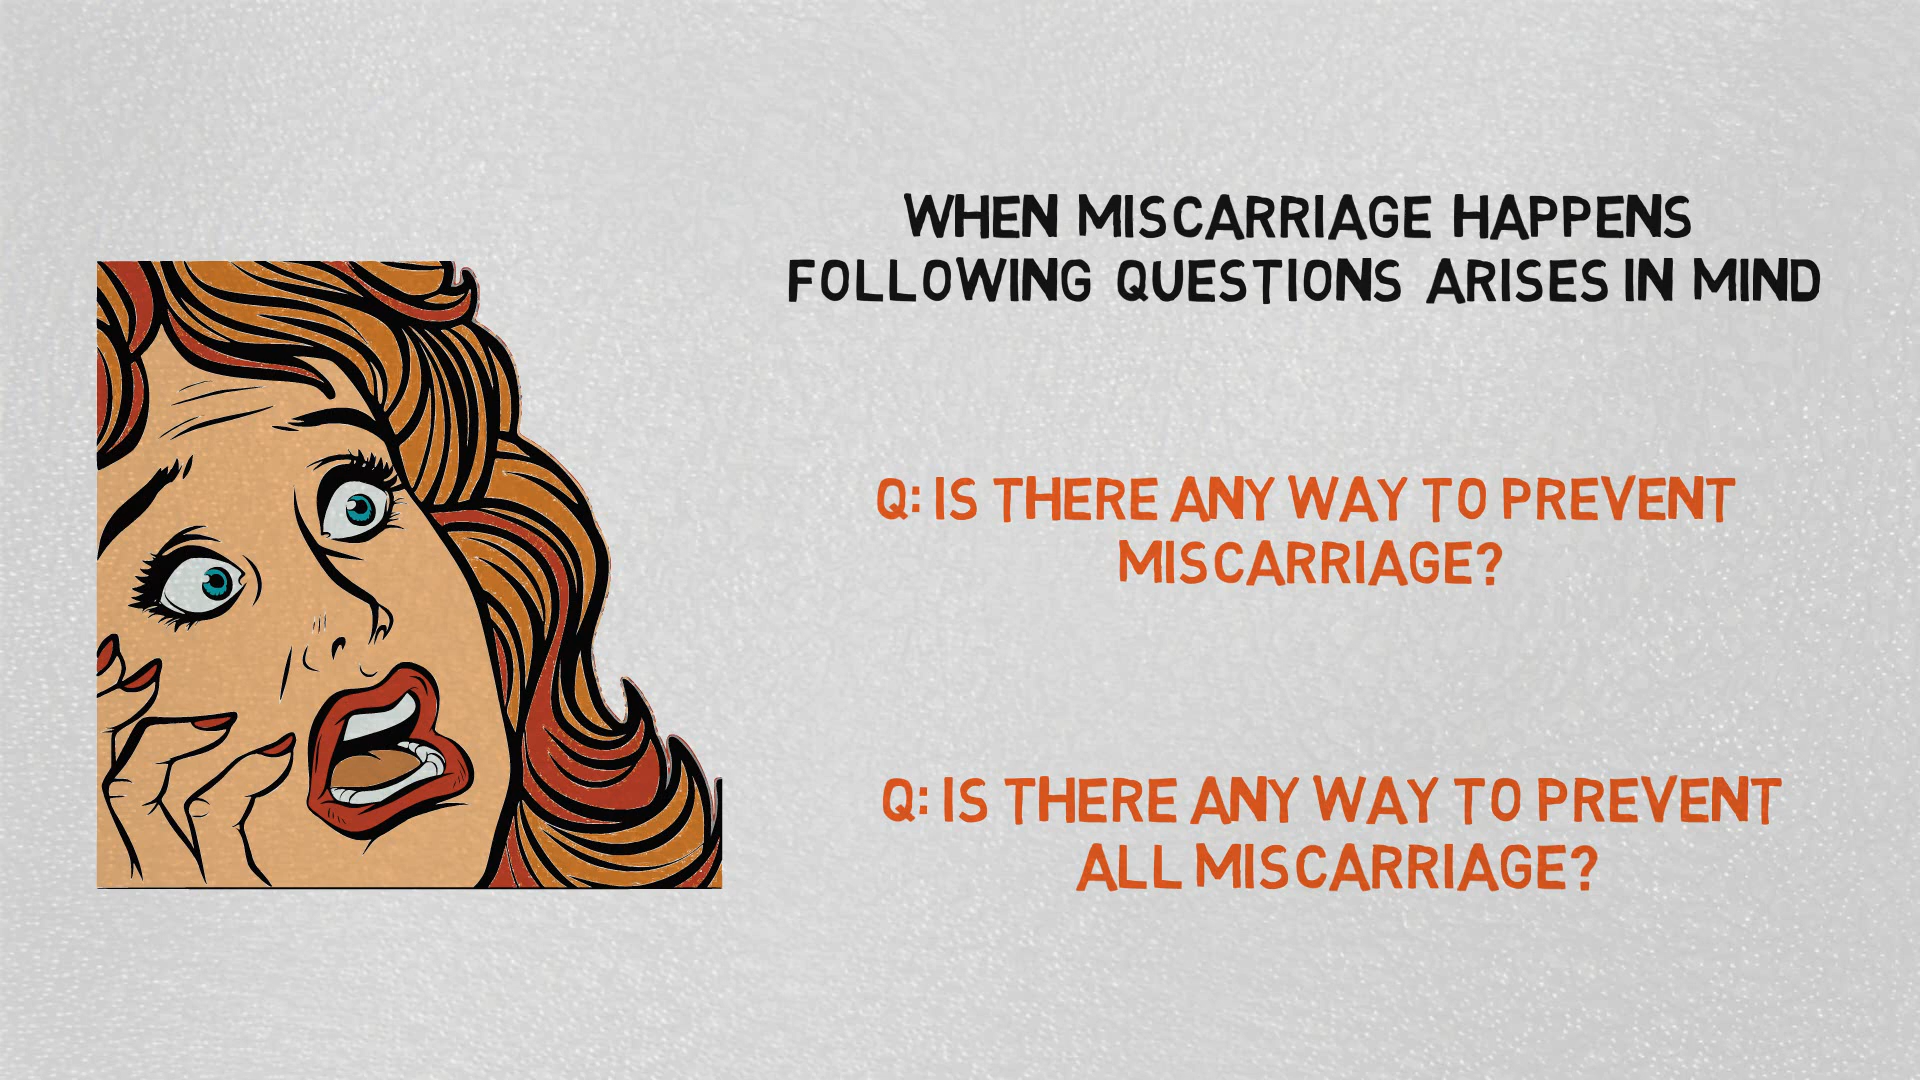 WHEN MISCARRIAGE HAPPENS
FOLLOWING QUESTIONS ARISES IN MIND
Q: IS THERE ANY WAY TO PREVENT
MISCARRIAGE?
Q: IS THERE ANY WAY TO PREVENT
ALL MISCARRIAGE?